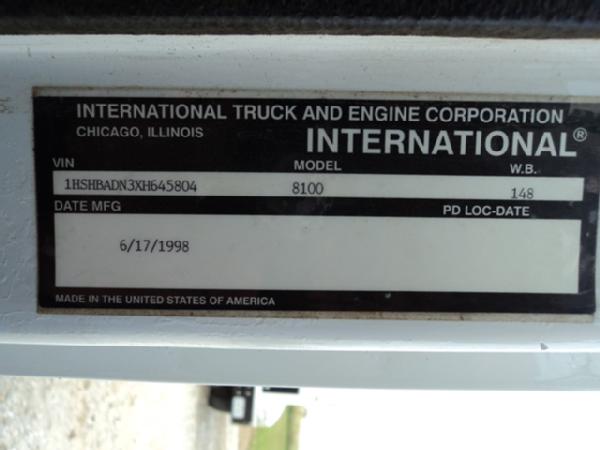 INTERNATIONAL TRUCK AND ENGINE CORPORATION
CHICAGO, ILLINOIS INTERNATIONAL®
VIN MODEL W.B.
1HSHBADN3XH645804 8100 148
DATE MFG PD LOC-DATE
6/17/1998
MADE IN THE UNITED STATES OF AMERICA